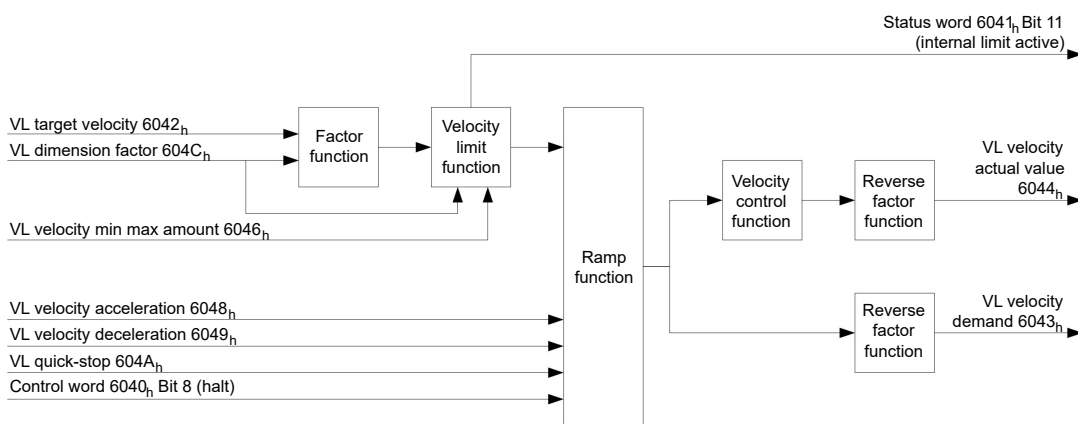 Status word 6041h Bit 11
(internal limit active)
VL target velocity 6042h
VL dimension factor 604Ch
Factor
function
Velocity
limit
function
VL velocity min max amount 6046h
VL velocity
actual value
6044h
Velocity
control
function
Reverse
factor
function
Ramp
function
VL velocity acceleration 6048h
VL velocity deceleration 6049h
VL quick-stop 604Ah
Control word 6040h Bit 8 (halt)
Reverse
factor
function
VL velocity
demand 6043h